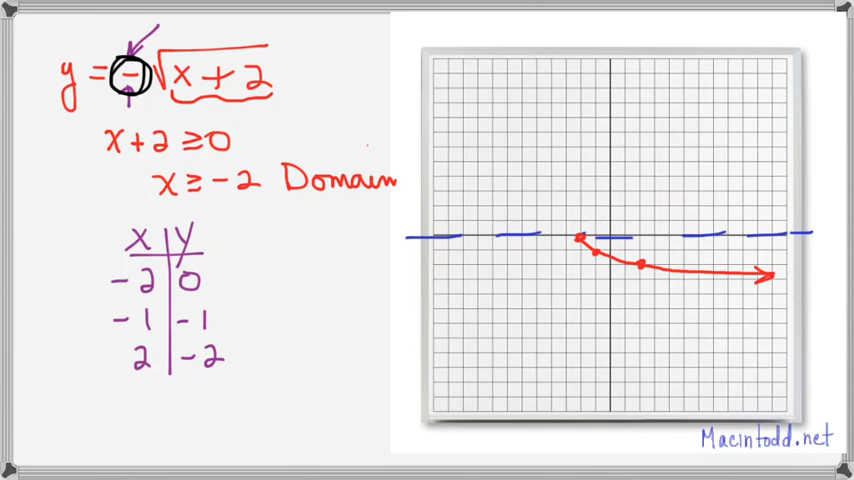 y = -√x + 2
x + 2 ≥ 0
x ≥ -2 Domain
x y
-2 0
-1 -1
2 -2
Macintodd.net